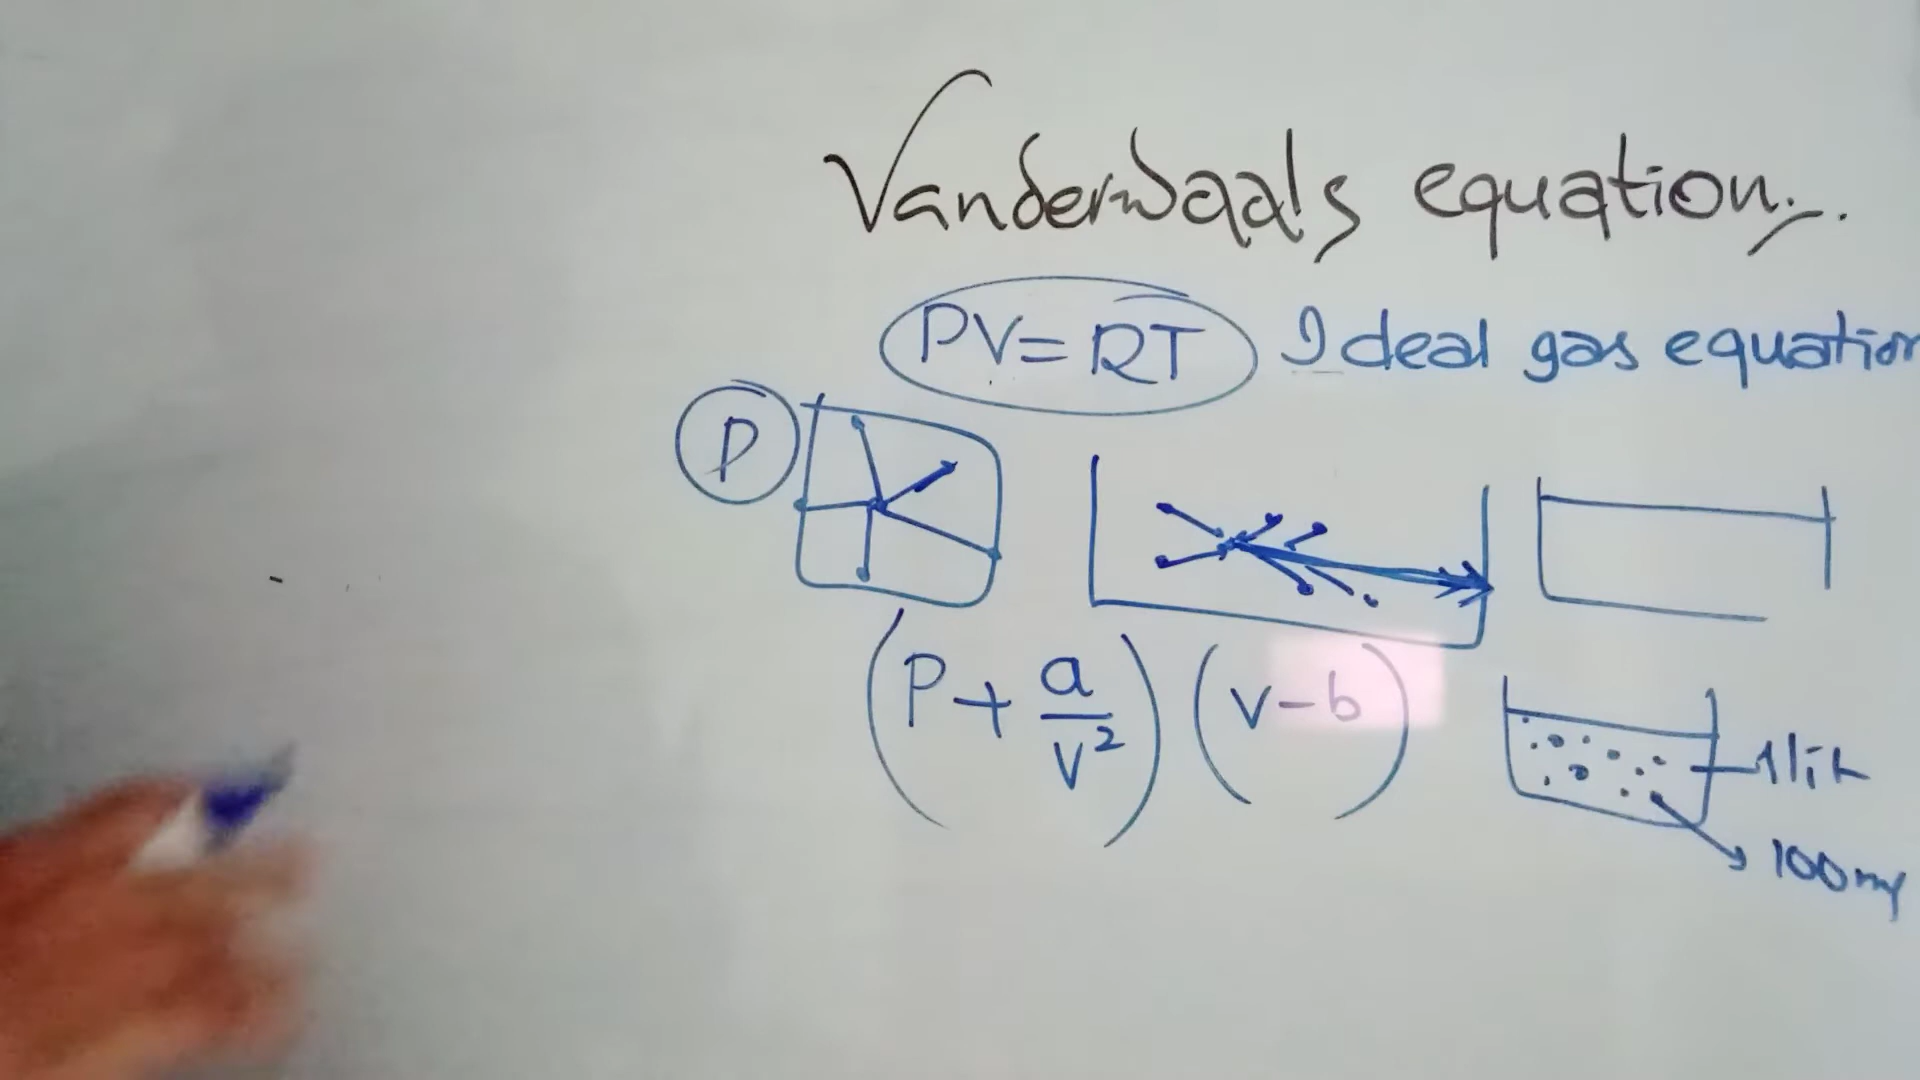 Vanderwaals equation.
PV=RT Ideal gas equation
P
(P + a/v²) (v-b)
1lit
100ml